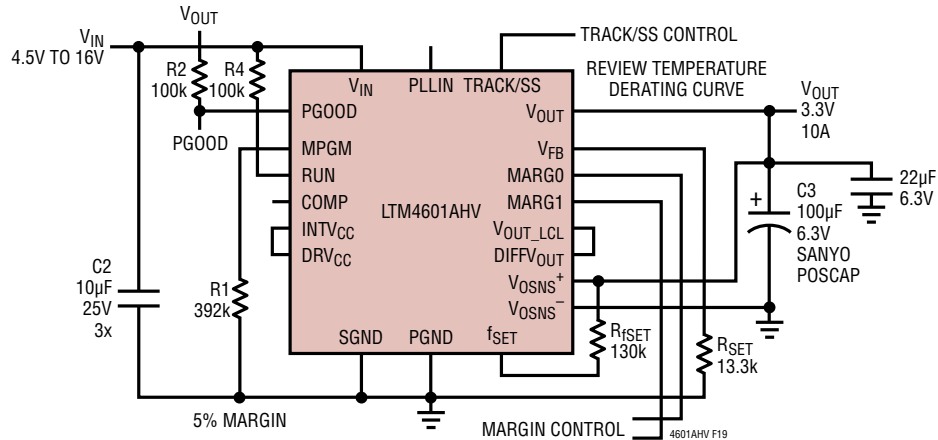 VOUT
VIN
4.5V TO 16V
R2
100k
R4
100k
PGOOD
TRACK/SS CONTROL
REVIEW TEMPERATURE
DERATING CURVE
VOUT
3.3V
10A
VIN
PLLIN
TRACK/SS
PGOOD
MPGM
RUN
COMP
INTVCC
DRVCC
LTM4601AHV
VOUT
VFB
MARG0
MARG1
VOUT_LCL
DIFFVOUT
VOSNS+
VOSNS−
SGND
PGND
fSET
C2
10µF
25V
3x
R1
392k
RfSET
130k
RSET
13.3k
+
C3
100µF
6.3V
SANYO
POSCAP
22µF
6.3V
5% MARGIN
MARGIN CONTROL
4601AHV F19